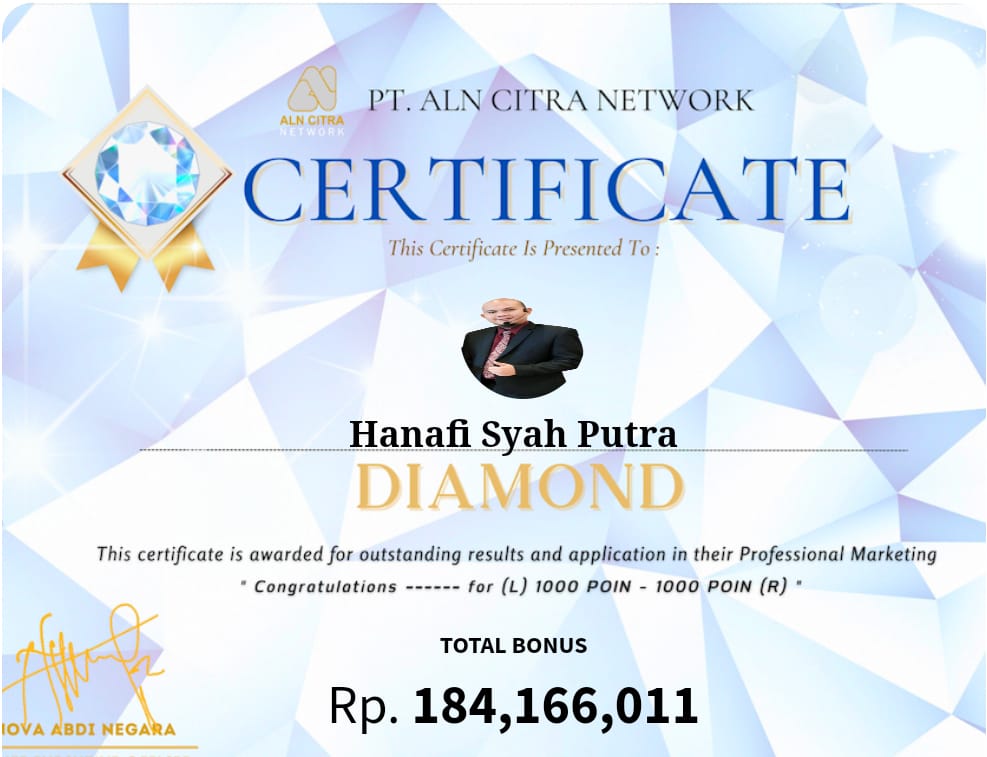 ALN CITRA
NETWORK
PT. ALN CITRA NETWORK
CERTIFICATE
This Certificate Is Presented To :
Hanafi Syah Putra
DIAMOND
This certificate is awarded for outstanding results and application in their Professional Marketing
" Congratulations ------ for (L) 1000 POIN - 1000 POIN (R) "
TOTAL BONUS
Rp. 184,166,011
ABDI NEGARA